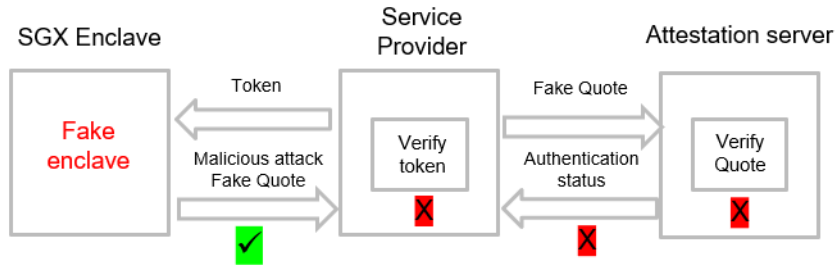 SGX Enclave
Service
Provider
Attestation server
Token
Fake Quote
Fake
enclave
Verify
token
Verify
Quote
Malicious attack
Fake Quote
Authentication
status
✓
X
X
X